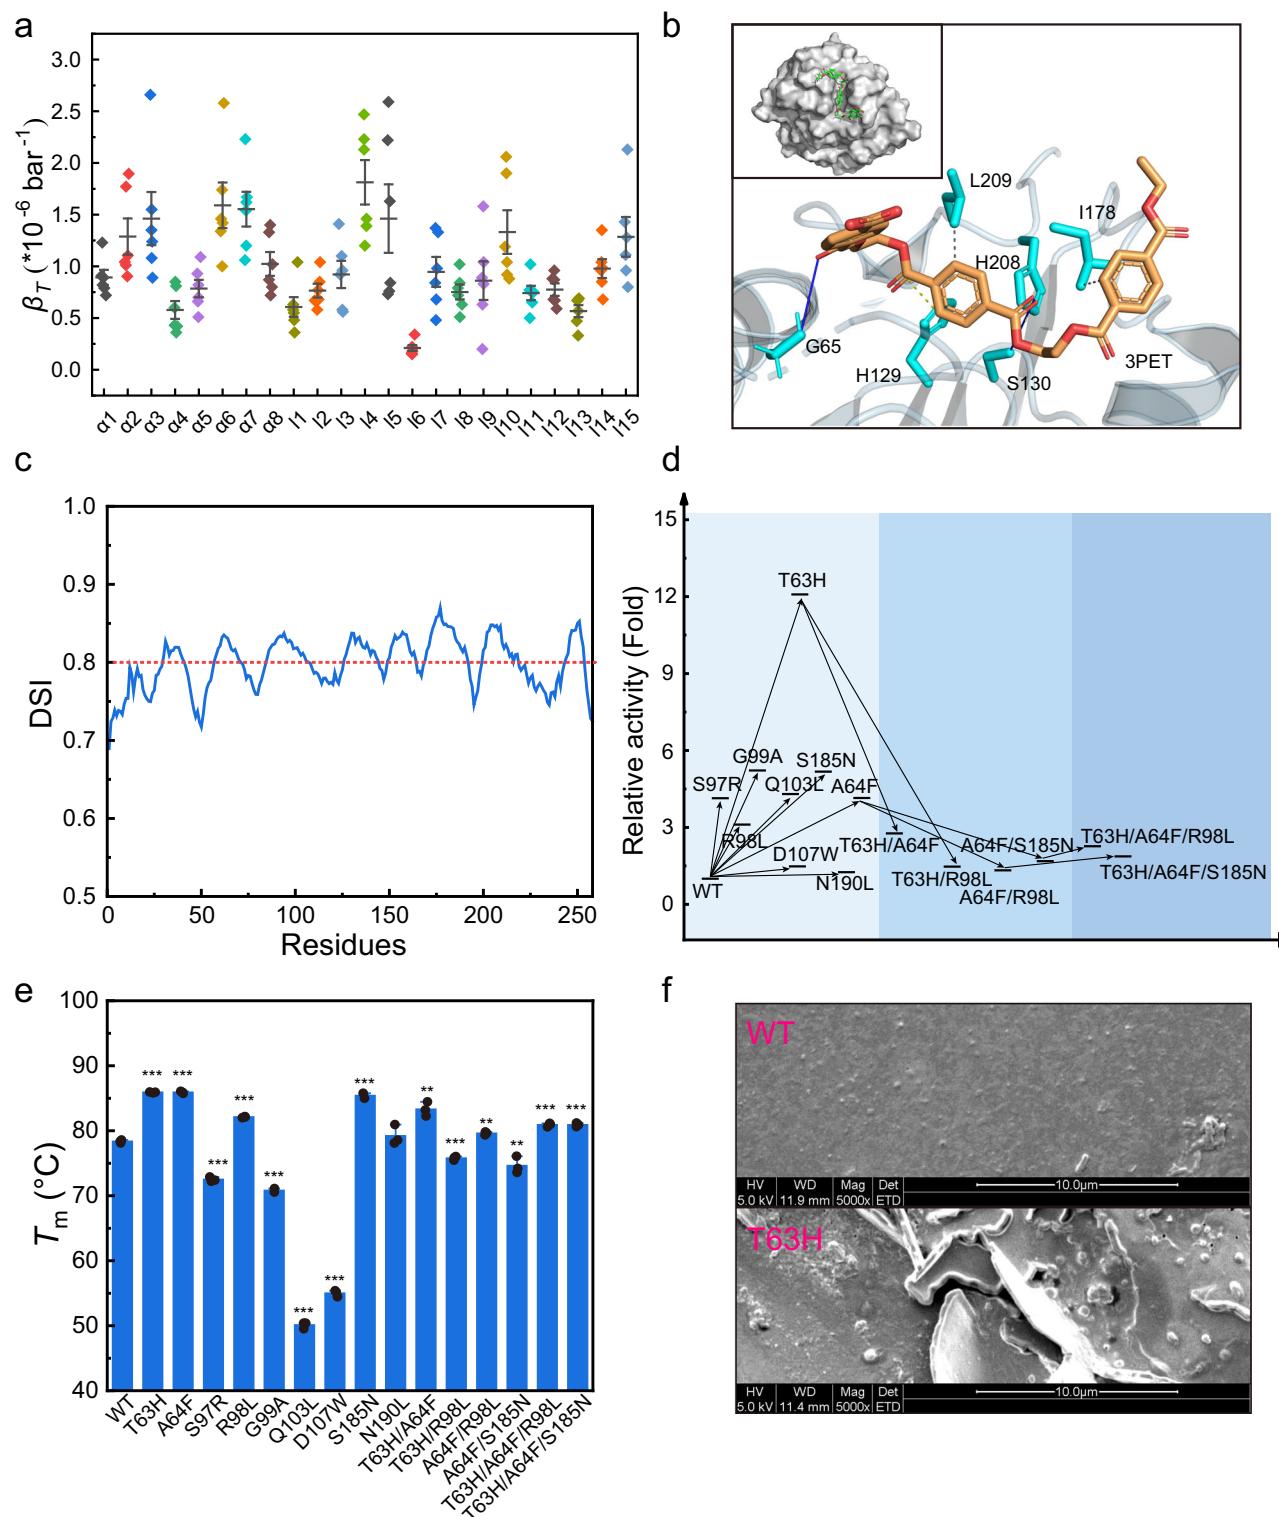 a
3.0
2.5
2.0
1.5
1.0
0.5
0.0
βT (*10-6 bar-1)
α1 α2 α3 α4 α5 α6 α7 α8 l1 l2 l3 l4 l5 l6 l7 l8 l9 l10 l11 l12 l13 l14 l15
b
L209
I178
H208
G65
H129
S130
3PET
c
1.0
0.9
0.8
0.7
0.6
0.5
DSI
0 50 100 150 200 250
Residues
d
15
12
9
6
3
0
Relative activity (Fold)
T63H
G99A
S185N
S97R
Q103L
A64F
R98L
T63H/A64F
A64F/S185N
T63H/A64F/R98L
D107W
T63H/R98L
T63H/A64F/S185N
WT
N190L
A64F/R98L
e
100
90
80
70
60
50
40
Tm (°C)
*** *** *** *** *** *** *** *** ** *** ** ** *** ***
WT T63H A64F S97R R98L G99A Q103L D107W S185N N190L T63H/A64F T63H/R98L A64F/R98L A64F/S185N T63H/A64F/R98L T63H/A64F/S185N
f
WT
HV WD Mag Det
5.0 kV 11.9 mm 5000x ETD
10.0µm
T63H
HV WD Mag Det
5.0 kV 11.4 mm 5000x ETD
10.0µm